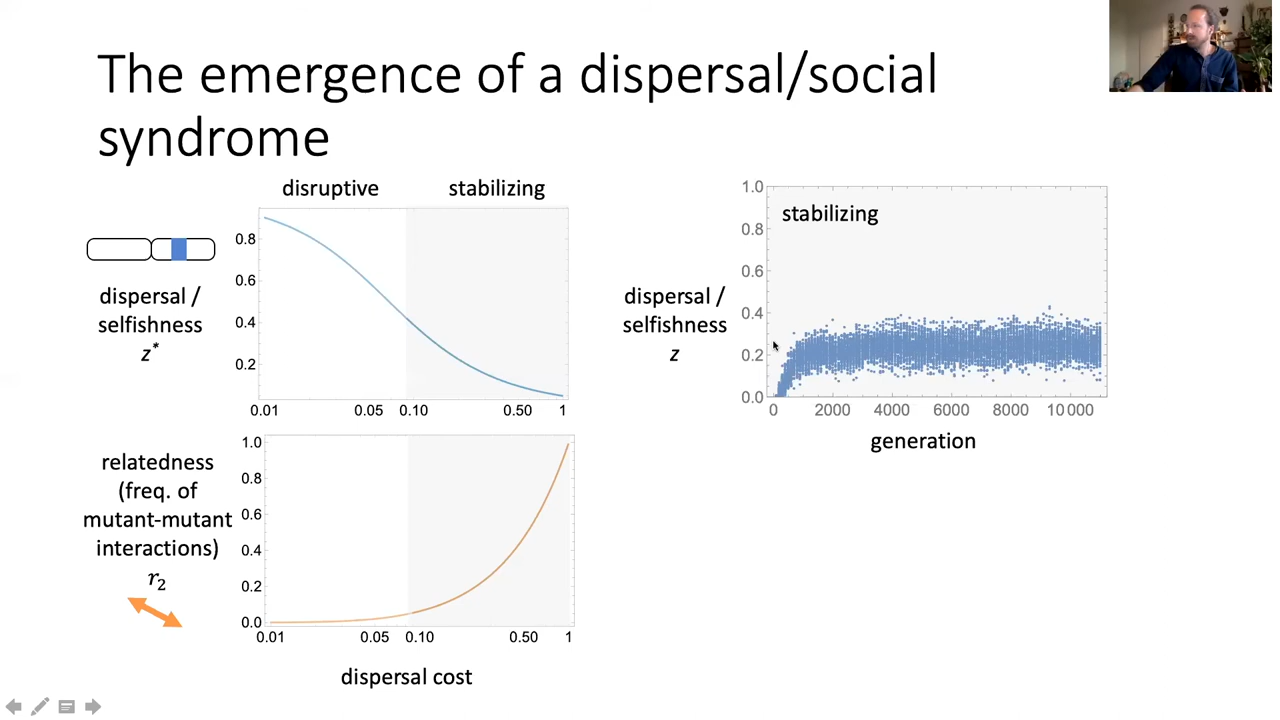 The emergence of a dispersal/social
syndrome
disruptive
stabilizing
0.8
0.6
0.4
0.2
dispersal /
selfishness
z*
0.01
0.05
0.10
0.50
1
1.0
0.8
0.6
0.4
0.2
0.0
relatedness
(freq. of
mutant-mutant
interactions)
r₂
0.01
0.05
0.10
0.50
1
dispersal cost
stabilizing
1.0
0.8
0.6
0.4
0.2
0.0
dispersal /
selfishness
z
0
2000
4000
6000
8000
10000
generation